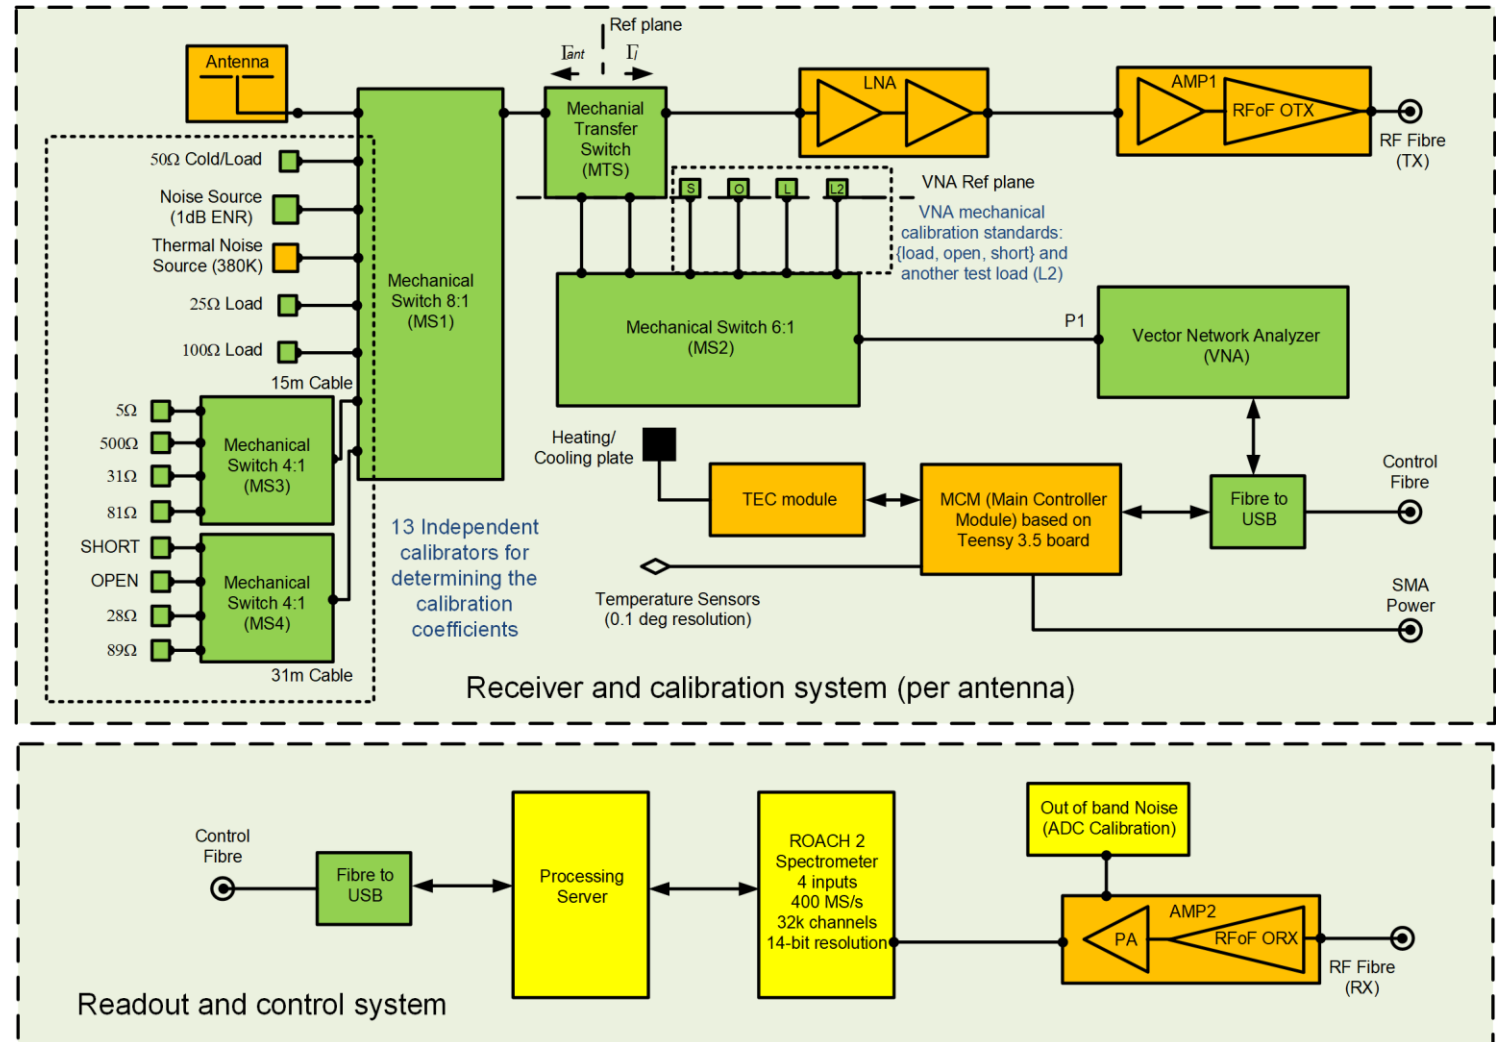 Ref plane
Γant
Γi
Antenna
Mechanial
Transfer
Switch
(MTS)
LNA
AMP1
RFoF OTX
RF Fibre
(TX)
50Ω Cold/Load
Noise Source
(1dB ENR)
Thermal Noise
Source (380K)
25Ω Load
100Ω Load
Mechanical
Switch 8:1
(MS1)
S
O
L
L2
VNA Ref plane
VNA mechanical
calibration standards:
{load, open, short} and
another test load (L2)
Mechanical Switch 6:1
(MS2)
P1
Vector Network Analyzer
(VNA)
15m Cable
5Ω
500Ω
31Ω
81Ω
Mechanical
Switch 4:1
(MS3)
SHORT
OPEN
28Ω
89Ω
Mechanical
Switch 4:1
(MS4)
31m Cable
13 Independent
calibrators for
determining the
calibration
coefficients
Heating/
Cooling plate
TEC module
MCM (Main Controller
Module) based on
Teensy 3.5 board
Fibre to
USB
Control
Fibre
Temperature Sensors
(0.1 deg resolution)
SMA
Power
Receiver and calibration system (per antenna)
Control
Fibre
Fibre to
USB
Processing
Server
ROACH 2
Spectrometer
4 inputs
400 MS/s
32k channels
14-bit resolution
Out of band Noise
(ADC Calibration)
AMP2
PA
RFoF ORX
RF Fibre
(RX)
Readout and control system